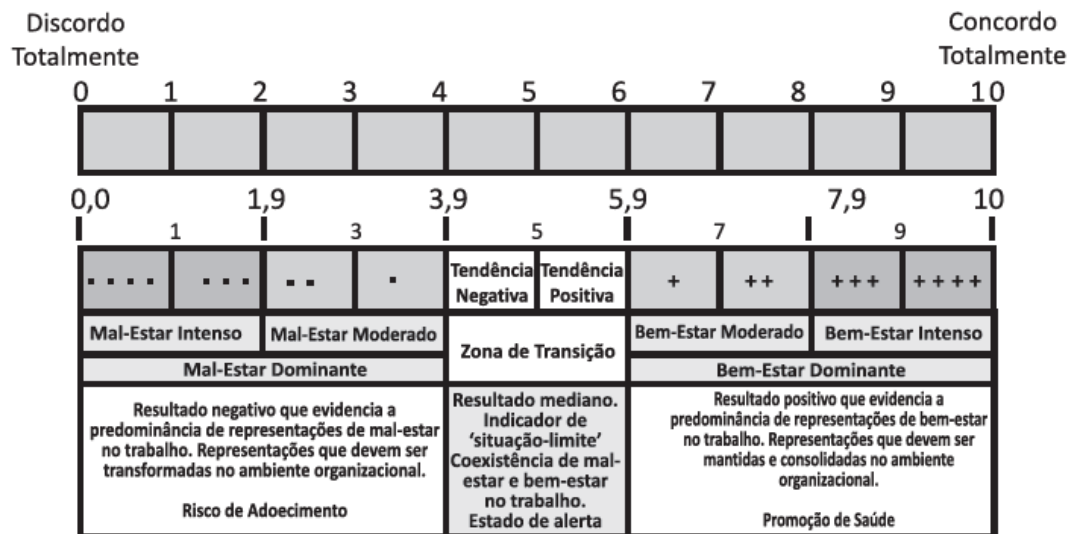 Discordo
Totalmente
Concordo
Totalmente
0 1 2 3 4 5 6 7 8 9 10
0,0 1,9 3,9 5,9 7,9 10
1 3 5 7 9
▪ ▪ ▪ ▪ ▪ ▪ ▪ ▪ ▪ ▪ Tendência Tendência + ++ +++ ++++
Negativa Positiva
Mal-Estar Intenso Mal-Estar Moderado Zona de Transição Bem-Estar Moderado Bem-Estar Intenso
Mal-Estar Dominante Bem-Estar Dominante
Resultado negativo que evidencia a
predominância de representações de mal-estar
no trabalho. Representações que devem ser
transformadas no ambiente organizacional.
Risco de Adoecimento
Resultado mediano.
Indicador de
'situação-limite'
Coexistência de mal-
estar e bem-estar
no trabalho.
Estado de alerta
Resultado positivo que evidencia a
predominância de representações de bem-estar
no trabalho. Representações que devem ser
mantidas e consolidadas no ambiente
organizacional.
Promoção de Saúde